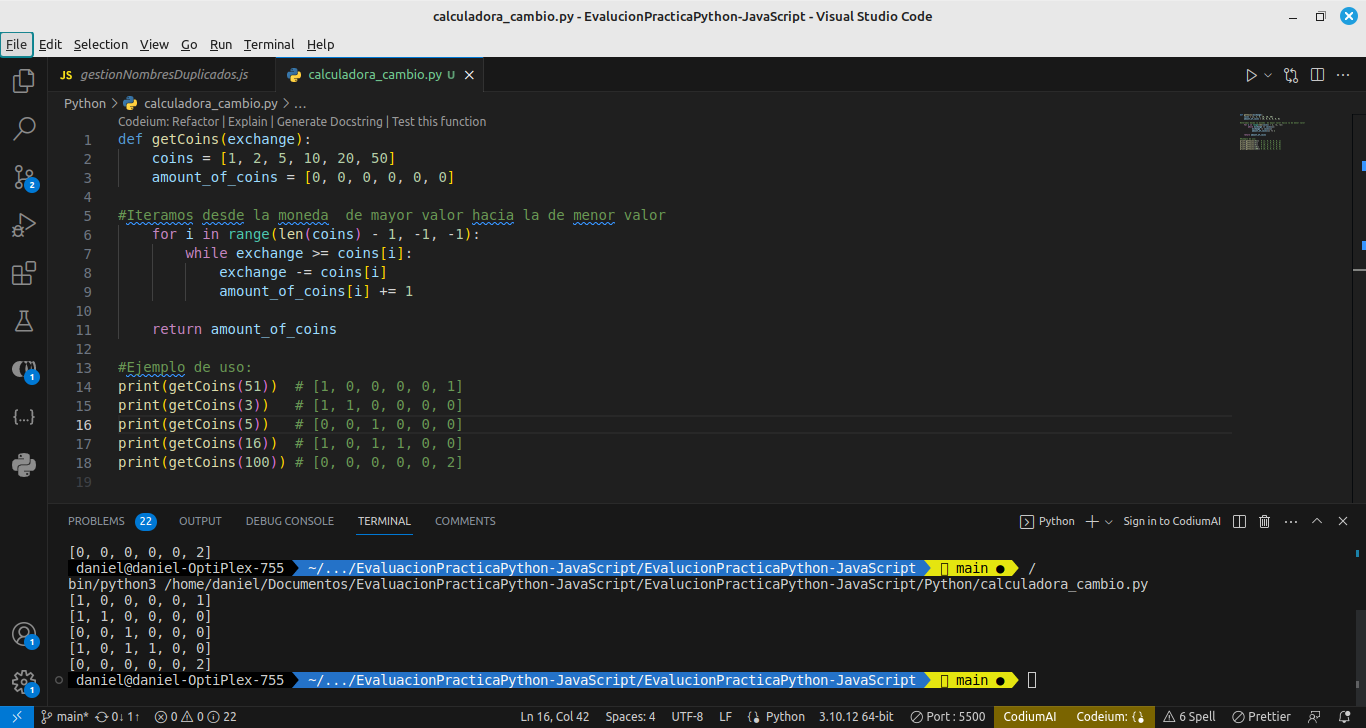 calculadora_cambio.py - EvalucionPracticaPython-JavaScript - Visual Studio Code
File Edit Selection View Go Run Terminal Help
JS gestionNombresDuplicados.js calculadora_cambio.py U
Python > calculadora_cambio.py > ...
Codeium: Refactor | Explain | Generate Docstring | Test this function
1 def getCoins(exchange):
2 coins = [1, 2, 5, 10, 20, 50]
3 amount_of_coins = [0, 0, 0, 0, 0, 0]
4
5 #Iteramos desde la moneda  de mayor valor hacia la de menor valor
6 for i in range(len(coins) - 1, -1, -1):
7 while exchange >= coins[i]:
8 exchange -= coins[i]
9 amount_of_coins[i] += 1
10
11 return amount_of_coins
12
13 #Ejemplo de uso:
14 print(getCoins(51))  # [1, 0, 0, 0, 0, 1]
15 print(getCoins(3))   # [1, 1, 0, 0, 0, 0]
16 print(getCoins(5))   # [0, 0, 1, 0, 0, 0]
17 print(getCoins(16))  # [1, 0, 1, 1, 0, 0]
18 print(getCoins(100)) # [0, 0, 0, 0, 0, 2]
19
2
1
{...}
1
1
PROBLEMS 22 OUTPUT DEBUG CONSOLE TERMINAL COMMENTS Python Sign in to CodiumAI
[0, 0, 0, 0, 0, 2]
daniel@daniel-OptiPlex-755 ~/.../EvaluacionPracticaPython-JavaScript/EvalucionPracticaPython-JavaScript main ● /
bin/python3 /home/daniel/Documentos/EvaluacionPracticaPython-JavaScript/EvalucionPracticaPython-JavaScript/Python/calculadora_cambio.py
[1, 0, 0, 0, 0, 1]
[1, 1, 0, 0, 0, 0]
[0, 0, 1, 0, 0, 0]
[1, 0, 1, 1, 0, 0]
[0, 0, 0, 0, 0, 2]
daniel@daniel-OptiPlex-755 ~/.../EvaluacionPracticaPython-JavaScript/EvalucionPracticaPython-JavaScript main ●
main* 0↓ 1↑ 0 0 22 Ln 16, Col 42 Spaces: 4 UTF-8 LF Python 3.10.12 64-bit Port : 5500 CodiumAI Codeium: {} 6 Spell Prettier